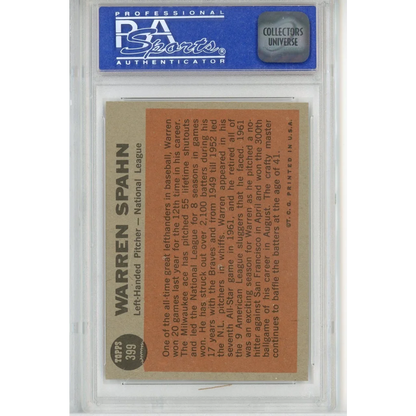 PROFESSIONAL
PSA
Sports
AUTHENTICATOR
COLLECTORS
UNIVERSE
TOPPS
399
WARREN SPAHN
Left-Handed Pitcher — National League
One of the all-time great lefthanders in baseball, Warren
won 20 games last year for the 12th time in his career.
The Milwaukee ace has pitched 55 lifetime shutouts
and led the National League for 8 seasons in games
won. He has struck out over 2,100 batters during his
17 years with the Braves and from 1949 till 1952 led
the N.L. pitchers in whiffs. Warren appeared in his
seventh All-Star game in 1961, and he retired all of
the 9 American League sluggers that he faced. 1961
was an exciting season for Warren as he pitched a no-
hitter against San Francisco in April and won the 300th
ballgame of his career in August. The crafty master
continues to baffle the batters at the age of 41.
©T.C.G. PRINTED IN U.S.A.